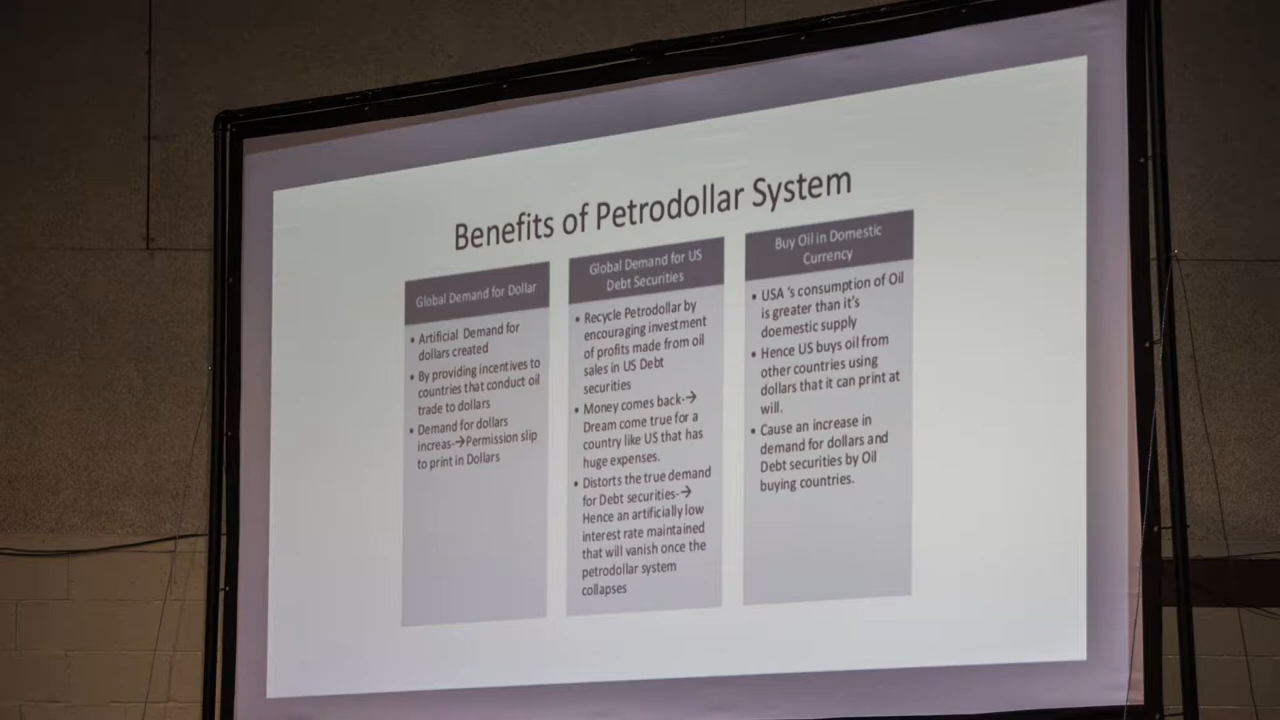 Benefits of Petrodollar System
Global Demand for Dollar
• Artificial Demand for
dollars created
• By providing incentives to
countries that conduct oil
trade to dollars
• Demand for dollars
increas-→Permission slip
to print in Dollars
Global Demand for US
Debt Securities
• Recycle Petrodollar by
encouraging investment
of profits made from oil
sales in US Debt
securities
• Money comes back-→
Dream come true for a
country like US that has
huge expenses.
• Distorts the true demand
for Debt securities-→
Hence an artificially low
interest rate maintained
that will vanish once the
petrodollar system
collapses
Buy Oil in Domestic
Currency
• USA 's consumption of Oil
is greater than it's
doemestic supply
• Hence US buys oil from
other countries using
dollars that it can print at
will.
• Cause an increase in
demand for dollars and
Debt securities by Oil
buying countries.